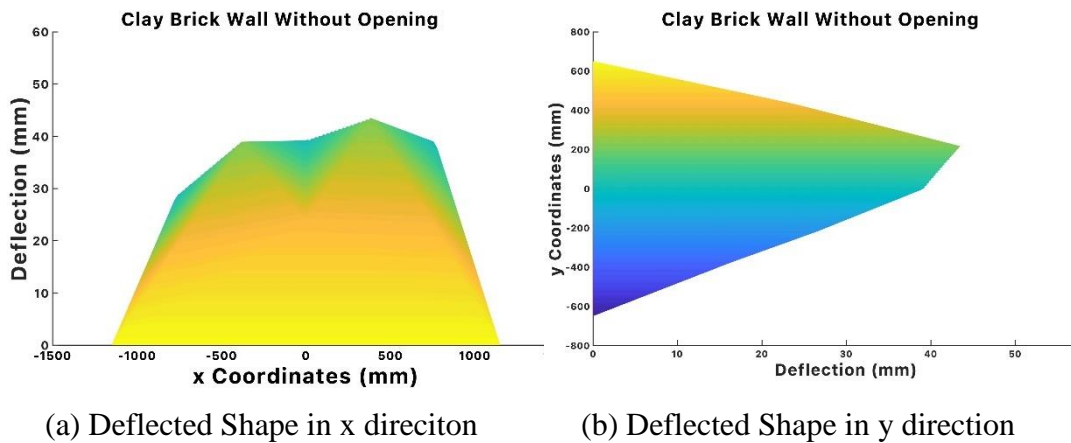 Clay Brick Wall Without Opening
60
50
40
30
20
10
0
Deflection (mm)
-1500 -1000 -500 0 500 1000
x Coordinates (mm)
(a) Deflected Shape in x direciton
Clay Brick Wall Without Opening
800
600
400
200
0
-200
-400
-600
-800
y Coordinates (mm)
0 10 20 30 40 50
Deflection (mm)
(b) Deflected Shape in y direction